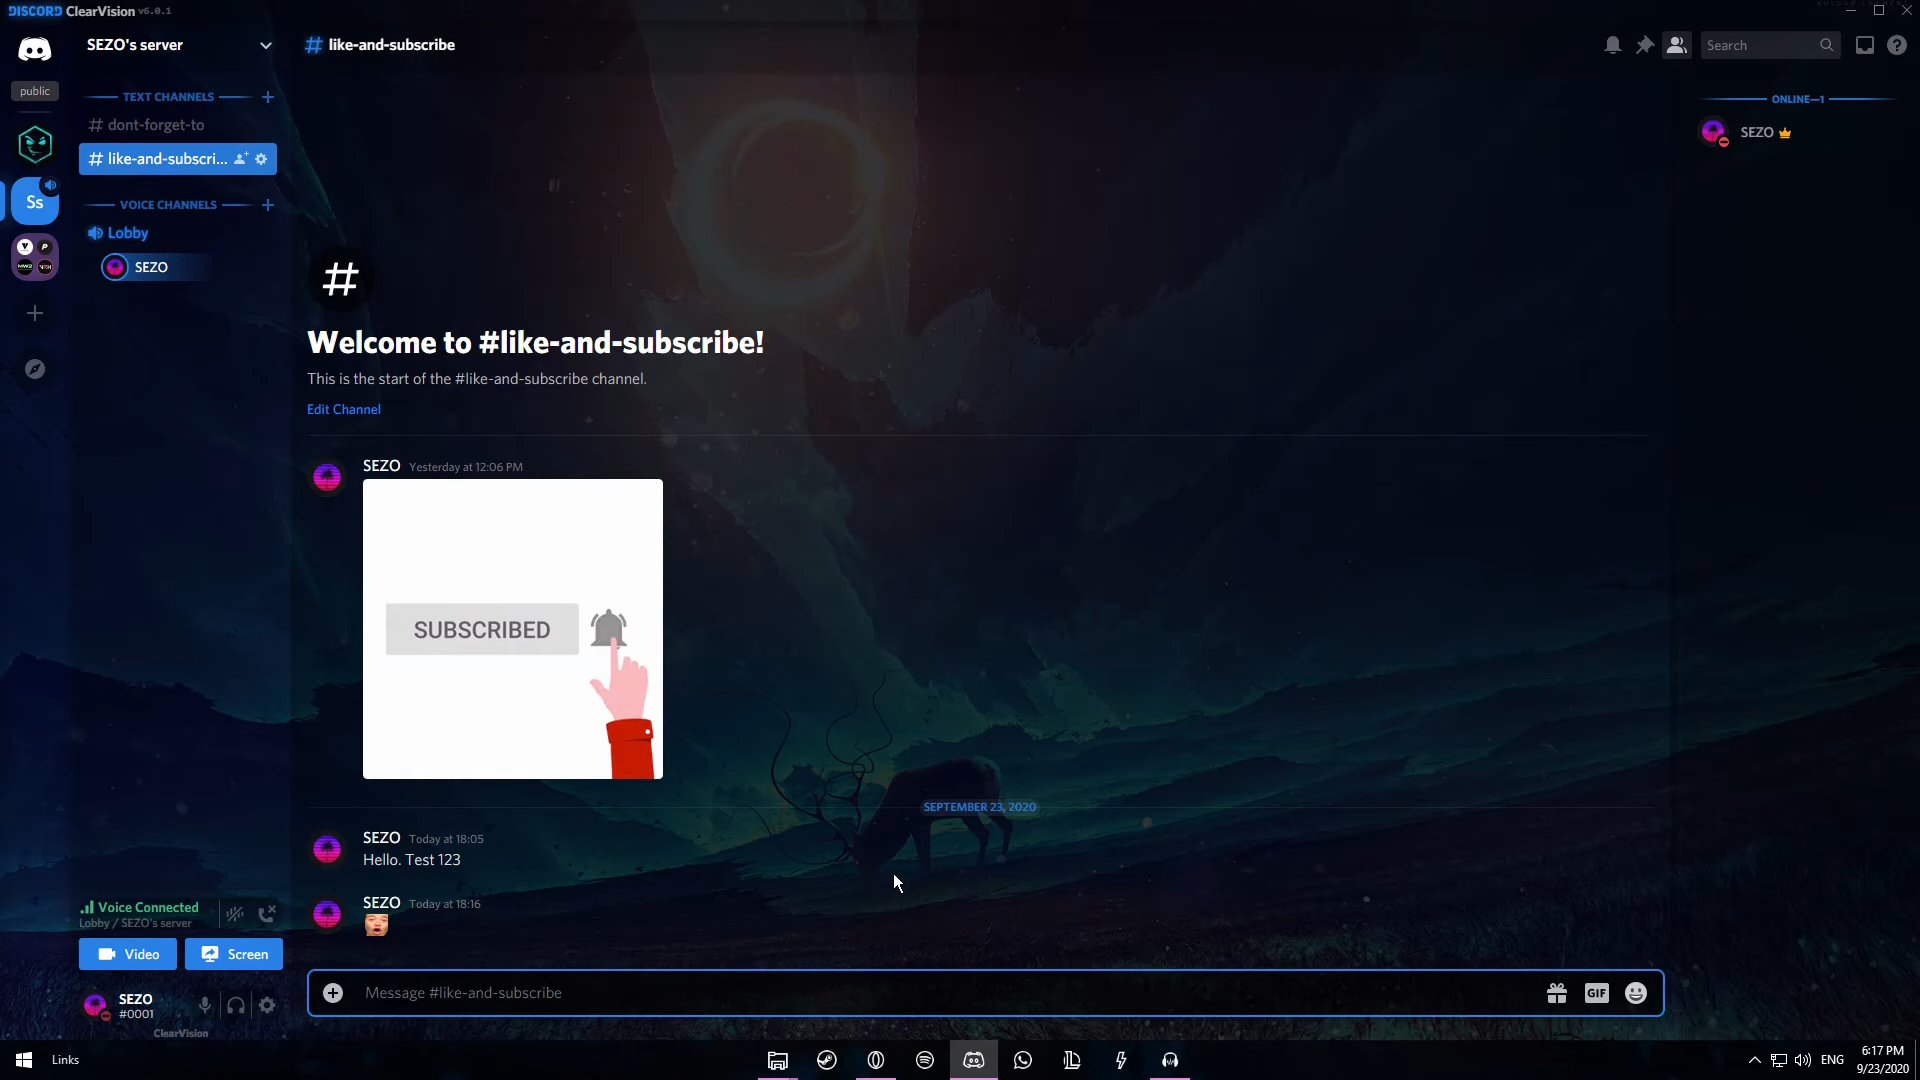 DISCORD ClearVision v6.0.1
SEZO's server
# like-and-subscribe
Search
public
TEXT CHANNELS
# dont-forget-to
# like-and-subscri...
VOICE CHANNELS
Lobby
SEZO
Ss
ONLINE—1
SEZO
#
Welcome to #like-and-subscribe!
This is the start of the #like-and-subscribe channel.
Edit Channel
SEZO Yesterday at 12:06 PM
SUBSCRIBED
SEPTEMBER 23, 2020
SEZO Today at 18:05
Hello. Test 123
SEZO Today at 18:16
Voice Connected
Lobby / SEZO's server
Video
Screen
SEZO
#0001
ClearVision
Message #like-and-subscribe
GIF
Links
ENG
6:17 PM
9/23/2020